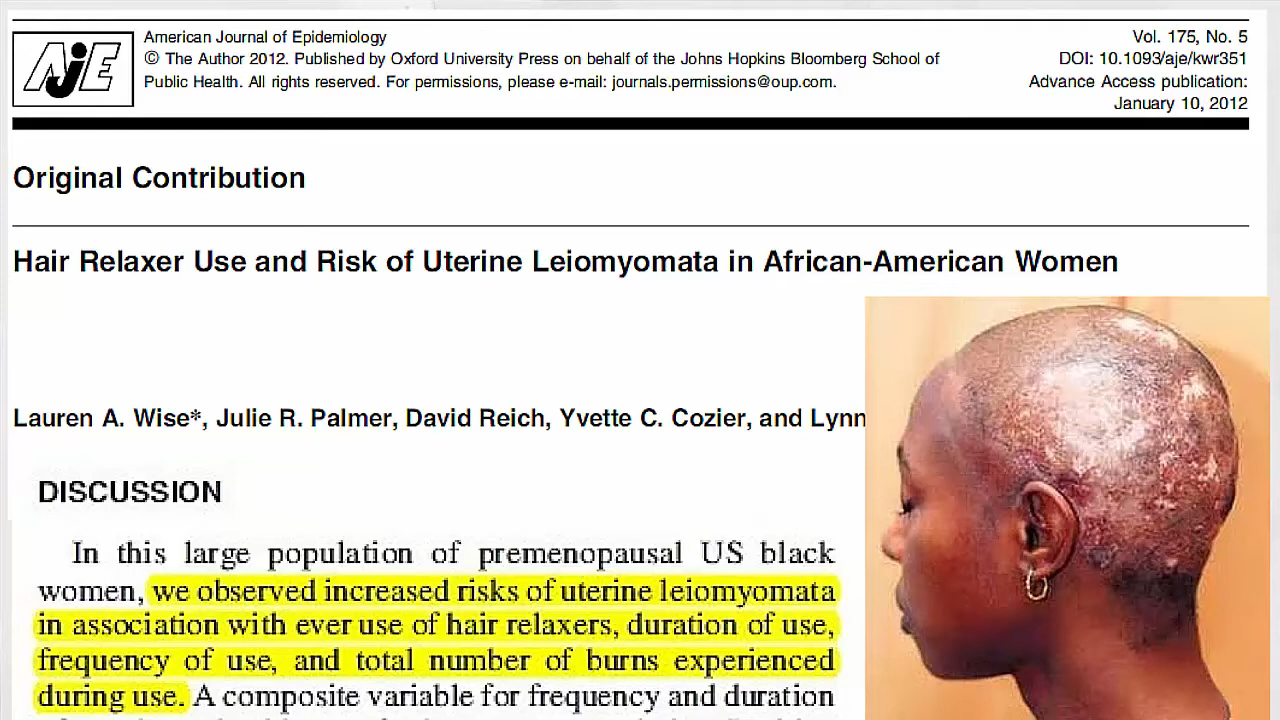 AJE
American Journal of Epidemiology
© The Author 2012. Published by Oxford University Press on behalf of the Johns Hopkins Bloomberg School of
Public Health. All rights reserved. For permissions, please e-mail: journals.permissions@oup.com.
Vol. 175, No. 5
DOI: 10.1093/aje/kwr351
Advance Access publication:
January 10, 2012
Original Contribution
Hair Relaxer Use and Risk of Uterine Leiomyomata in African-American Women
Lauren A. Wise*, Julie R. Palmer, David Reich, Yvette C. Cozier, and Lynn
DISCUSSION
In this large population of premenopausal US black
women, we observed increased risks of uterine leiomyomata
in association with ever use of hair relaxers, duration of use,
frequency of use, and total number of burns experienced
during use. A composite variable for frequency and duration